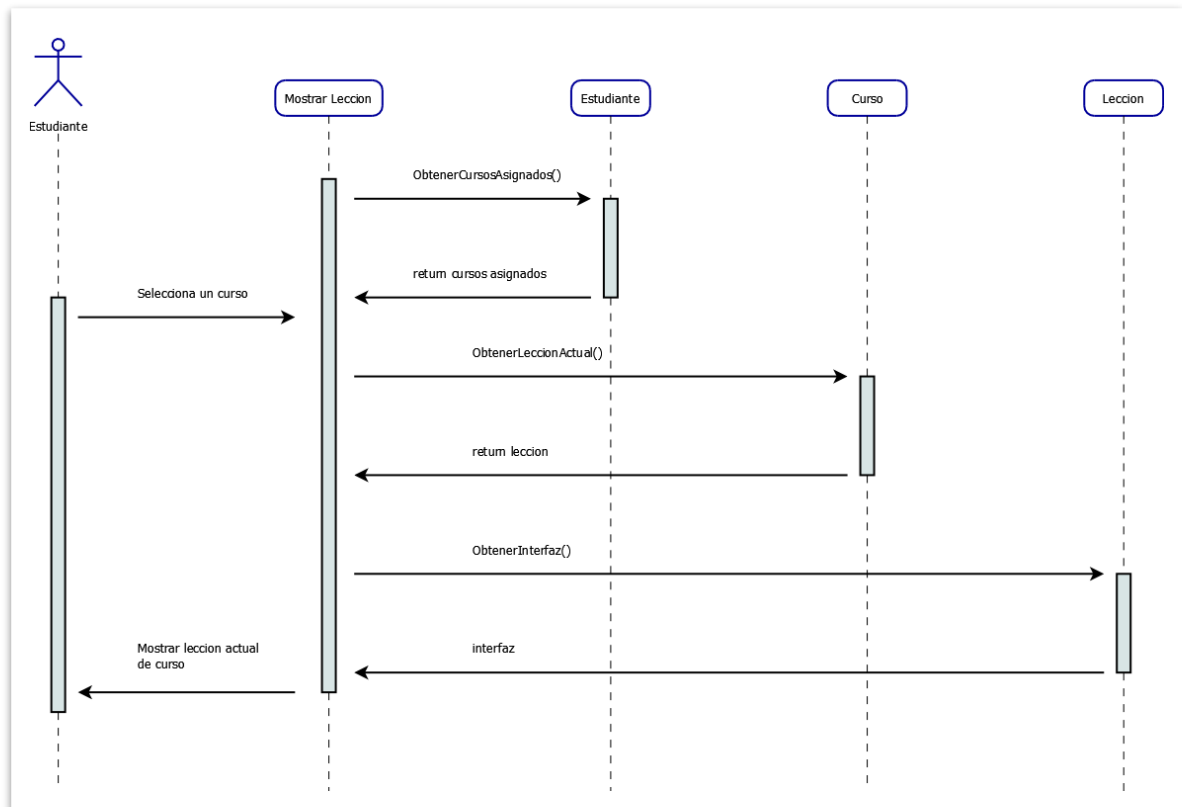 Estudiante
Mostrar Leccion
Estudiante
Curso
Leccion
ObtenerCursosAsignados()
return cursos asignados
Selecciona un curso
ObtenerLeccionActual()
return leccion
ObtenerInterfaz()
Mostrar leccion actual
de curso
interfaz